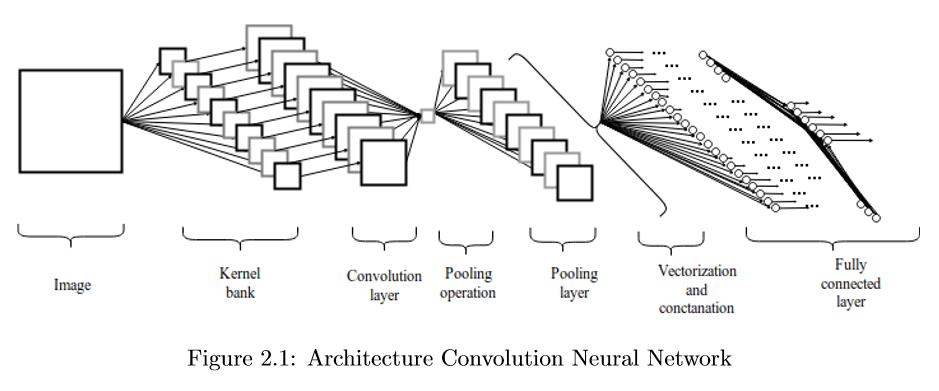 Image
Kernel
bank
Convolution
layer
Pooling
operation
Pooling
layer
Vectorization
and
conctanation
Fully
connected
layer
Figure 2.1: Architecture Convolution Neural Network